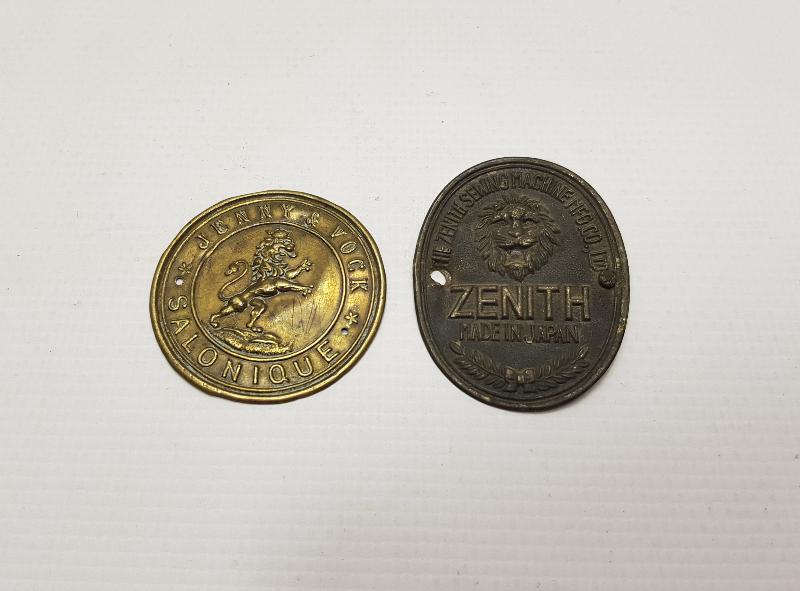 * JENNY & VOCK *
SALONIQUE
THE ZENITH SEWING MACHINE MFG CO., LTD
ZENITH
MADE IN JAPAN